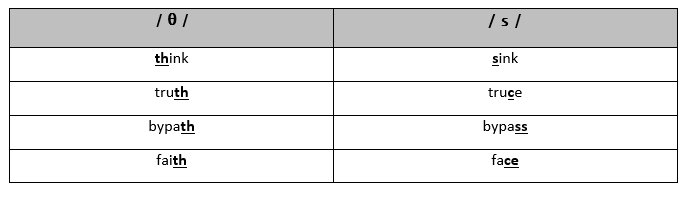 / θ / / s /
think sink
truth truce
bypath bypass
faith face